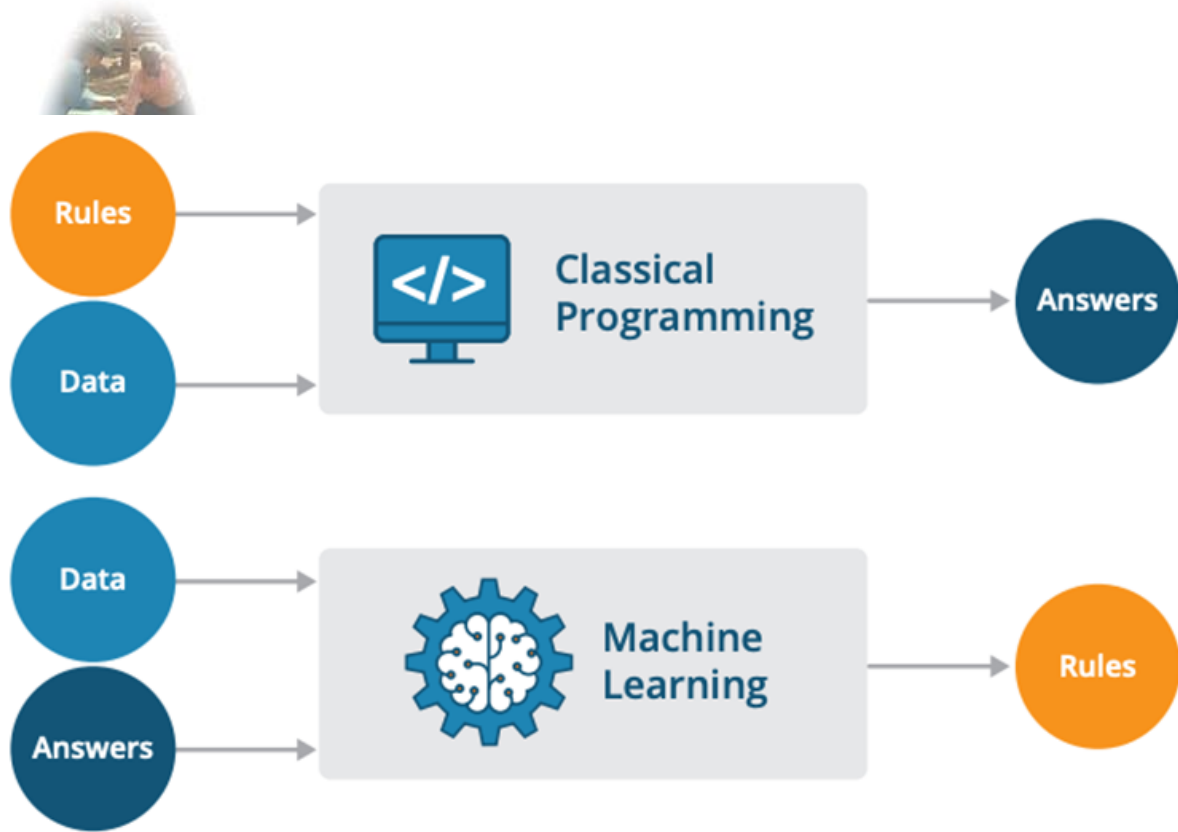 Rules
Data
</>
Classical
Programming
Answers
Data
Answers
Machine
Learning
Rules